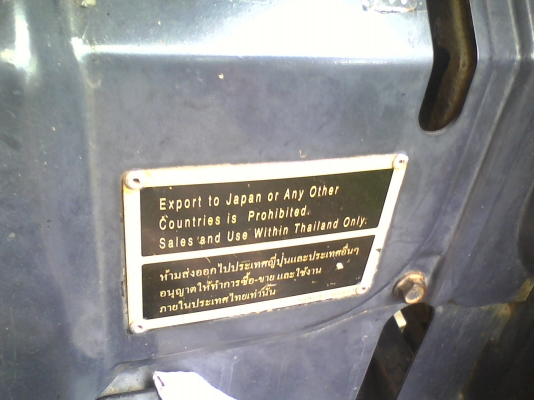 Export to Japan or Any Other
Countries is Prohibited.
Sales and Use Within Thailand Only.
ห้ามส่งออกไปประเทศญี่ปุ่นและประเทศอื่นๆ
อนุญาตให้ทำการซื้อ-ขาย และใช้งาน
ภายในประเทศไทยเท่านั้น